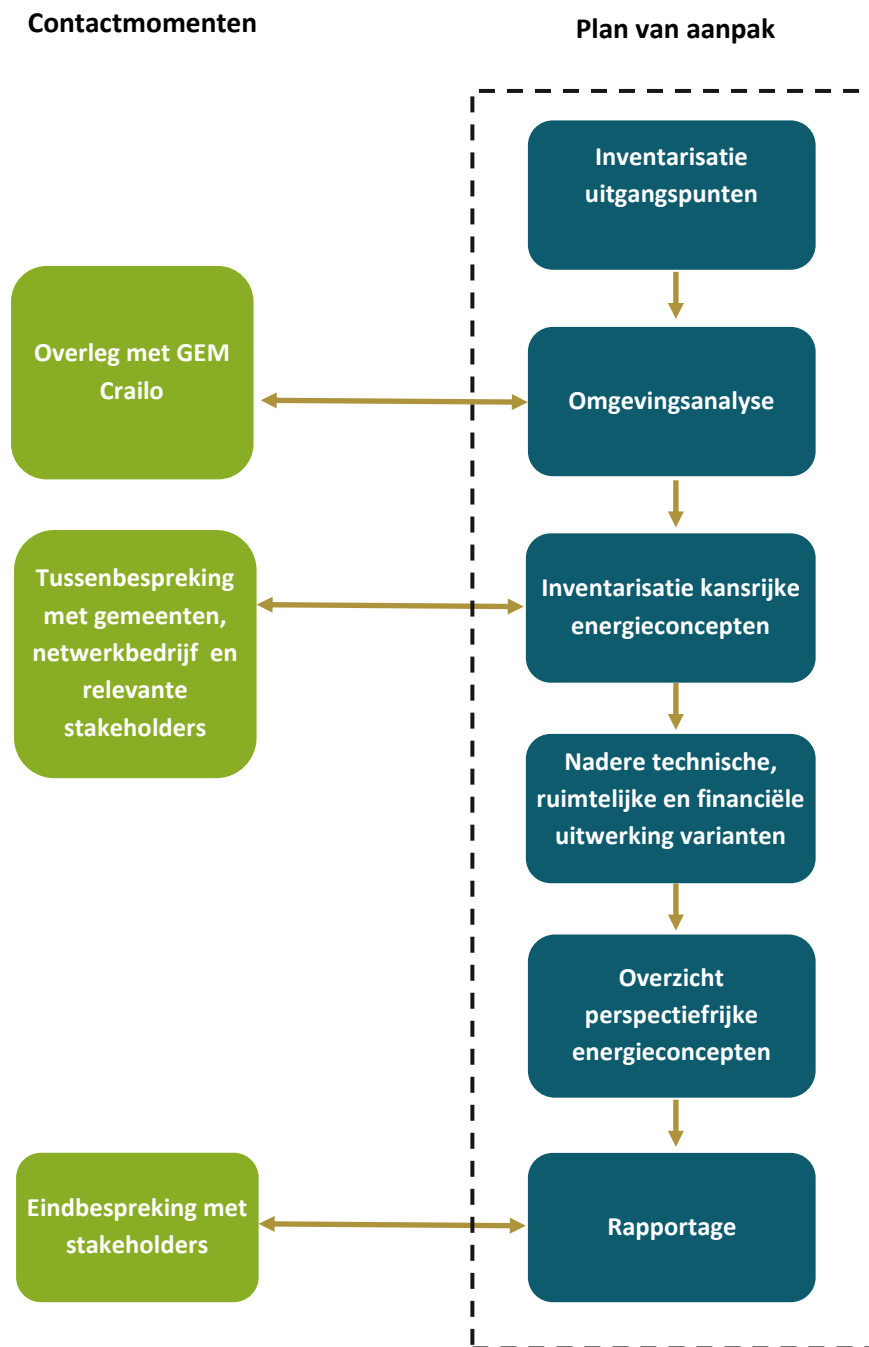 Contactmomenten
Plan van aanpak
Inventarisatie
uitgangspunten
Overleg met GEM
Crailo
Omgevingsanalyse
Tussenbespreking
met gemeenten,
netwerkbedrijf en
relevante
stakeholders
Inventarisatie kansrijke
energieconcepten
Nadere technische,
ruimtelijke en financiële
uitwerking varianten
Overzicht
perspectiefrijke
energieconcepten
Eindbespreking met
stakeholders
Rapportage